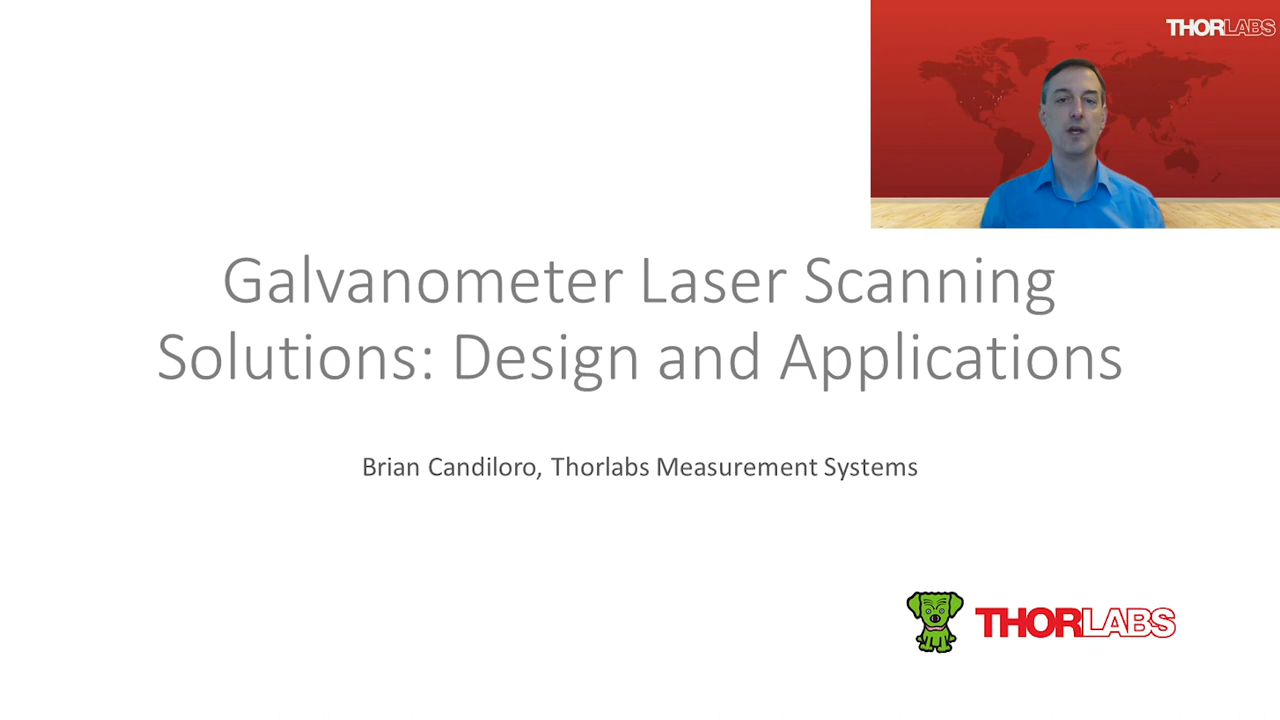 THORLABS
Galvanometer Laser Scanning
Solutions: Design and Applications
Brian Candiloro, Thorlabs Measurement Systems
THORLABS